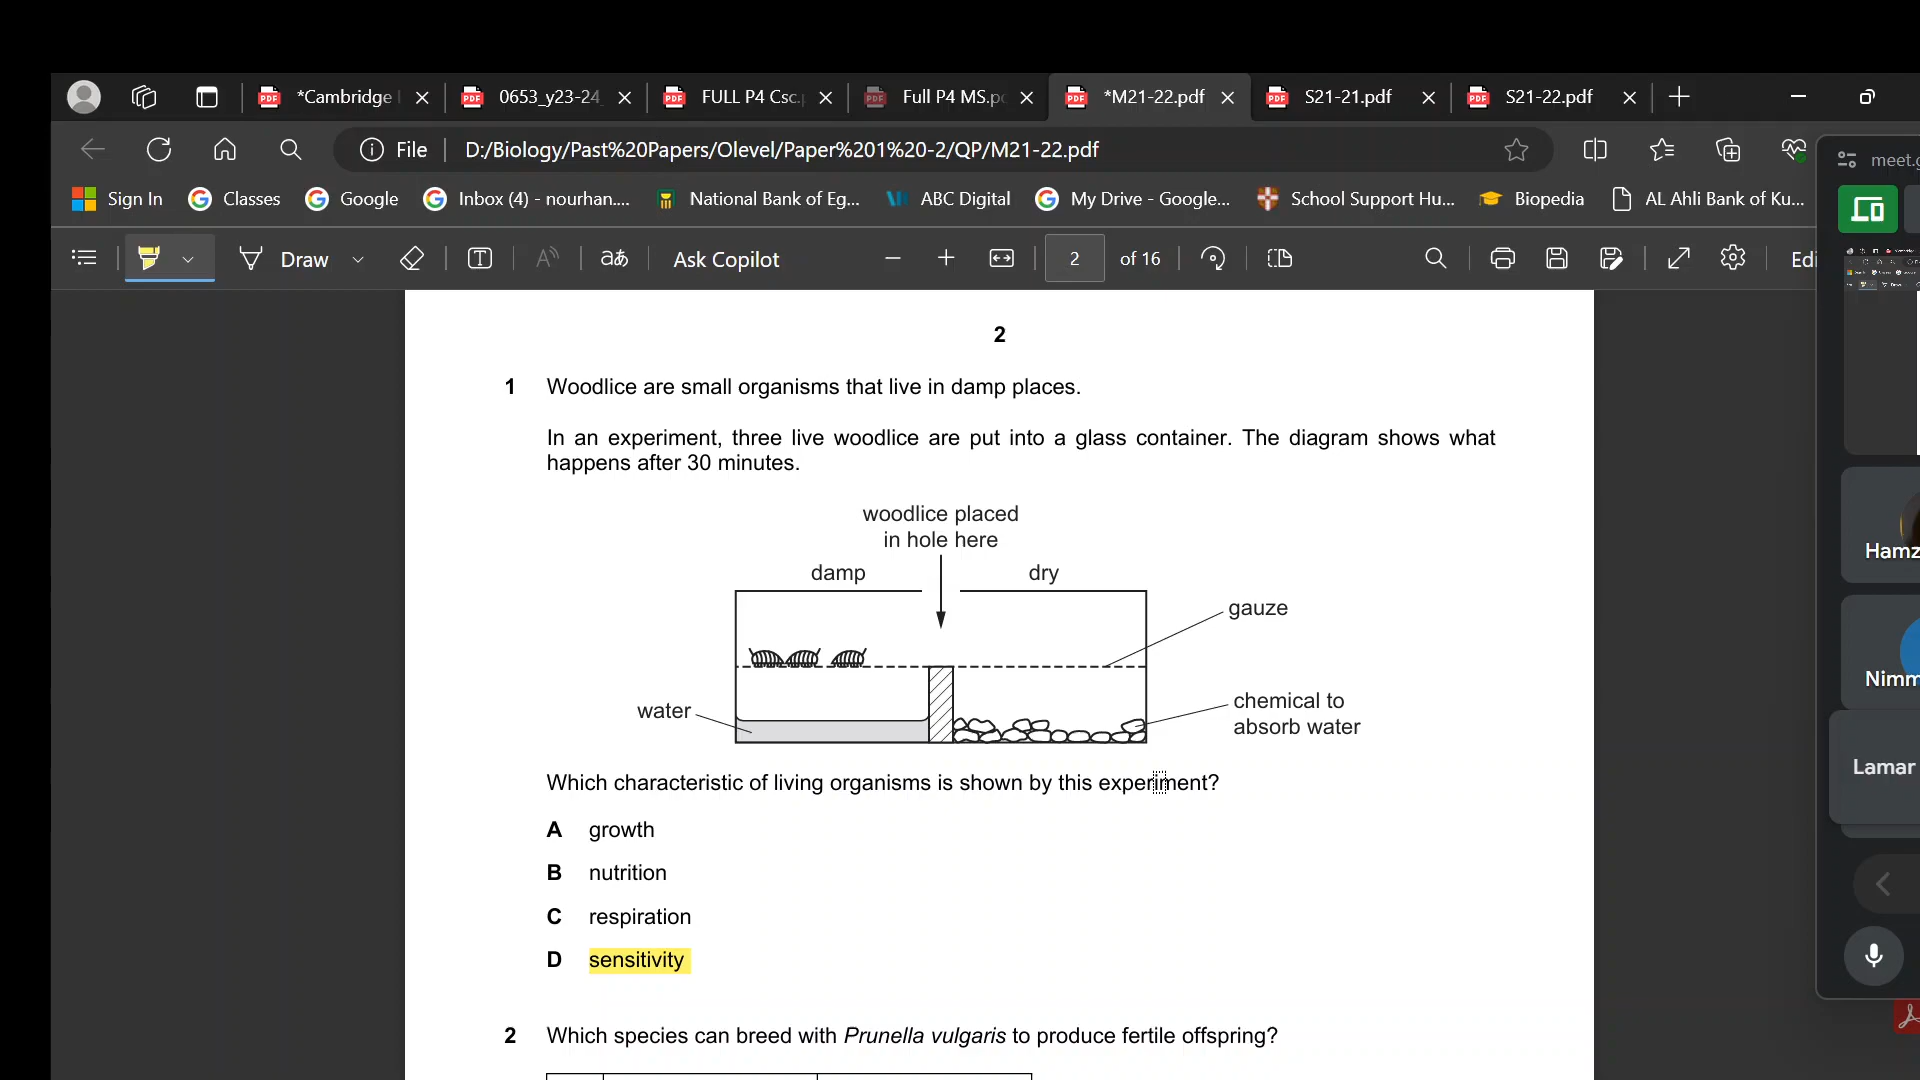 *Cambridge
0653_y23-24
FULL P4 Csc.
Full P4 MS.pd
*M21-22.pdf
S21-21.pdf
S21-22.pdf
File
D:/Biology/Past%20Papers/Olevel/Paper%201%20-2/QP/M21-22.pdf
meet.g
Sign In
Classes
Google
Inbox (4) - nourhan....
National Bank of Eg...
ABC Digital
My Drive - Google...
School Support Hu...
Biopedia
AL Ahli Bank of Ku...
Draw
Ask Copilot
2
of 16
Edi
2
1 Woodlice are small organisms that live in damp places.
In an experiment, three live woodlice are put into a glass container. The diagram shows what
happens after 30 minutes.
woodlice placed
in hole here
damp
dry
gauze
water
chemical to
absorb water
Which characteristic of living organisms is shown by this experiment?
A growth
B nutrition
C respiration
D sensitivity
2 Which species can breed with Prunella vulgaris to produce fertile offspring?
Hamz
Nimm
Lamar